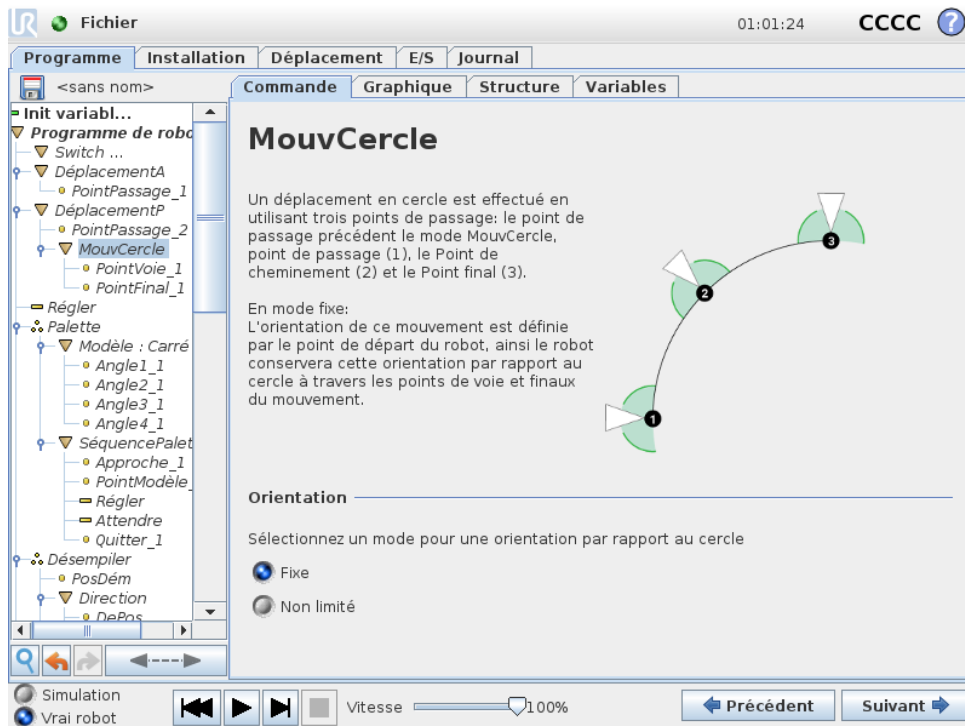 Fichier
01:01:24
CCCC
?
Programme
Installation
Déplacement
E/S
Journal
<sans nom>
Commande
Graphique
Structure
Variables
Init variabl...
Programme de robo
Switch ...
DéplacementA
PointPassage_1
DéplacementP
PointPassage_2
MouvCercle
PointVoie_1
PointFinal_1
Régler
Palette
Modèle : Carré
Angle1_1
Angle2_1
Angle3_1
Angle4_1
SéquencePalet
Approche_1
PointModèle_
Régler
Attendre
Quitter_1
Désempiler
PosDém
Direction
DePos
MouvCercle
Un déplacement en cercle est effectué en
utilisant trois points de passage: le point de
passage précédent le mode MouvCercle,
point de passage (1), le Point de
cheminement (2) et le Point final (3).
En mode fixe:
L'orientation de ce mouvement est définie
par le point de départ du robot, ainsi le robot
conservera cette orientation par rapport au
cercle à travers les points de voie et finaux
du mouvement.
3
2
1
Orientation
Sélectionnez un mode pour une orientation par rapport au cercle
Fixe
Non limité
Simulation
Vrai robot
Vitesse
100%
Précédent
Suivant